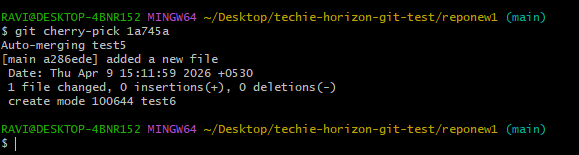 RAVI@DESKTOP-4BNR152 MINGW64 ~/Desktop/techie-horizon-git-test/reponew1 (main)
$ git cherry-pick 1a745a
Auto-merging test5
[main a286ede] added a new file
 Date: Thu Apr 9 15:11:59 2026 +0530
 1 file changed, 0 insertions(+), 0 deletions(-)
 create mode 100644 test6
RAVI@DESKTOP-4BNR152 MINGW64 ~/Desktop/techie-horizon-git-test/reponew1 (main)
$